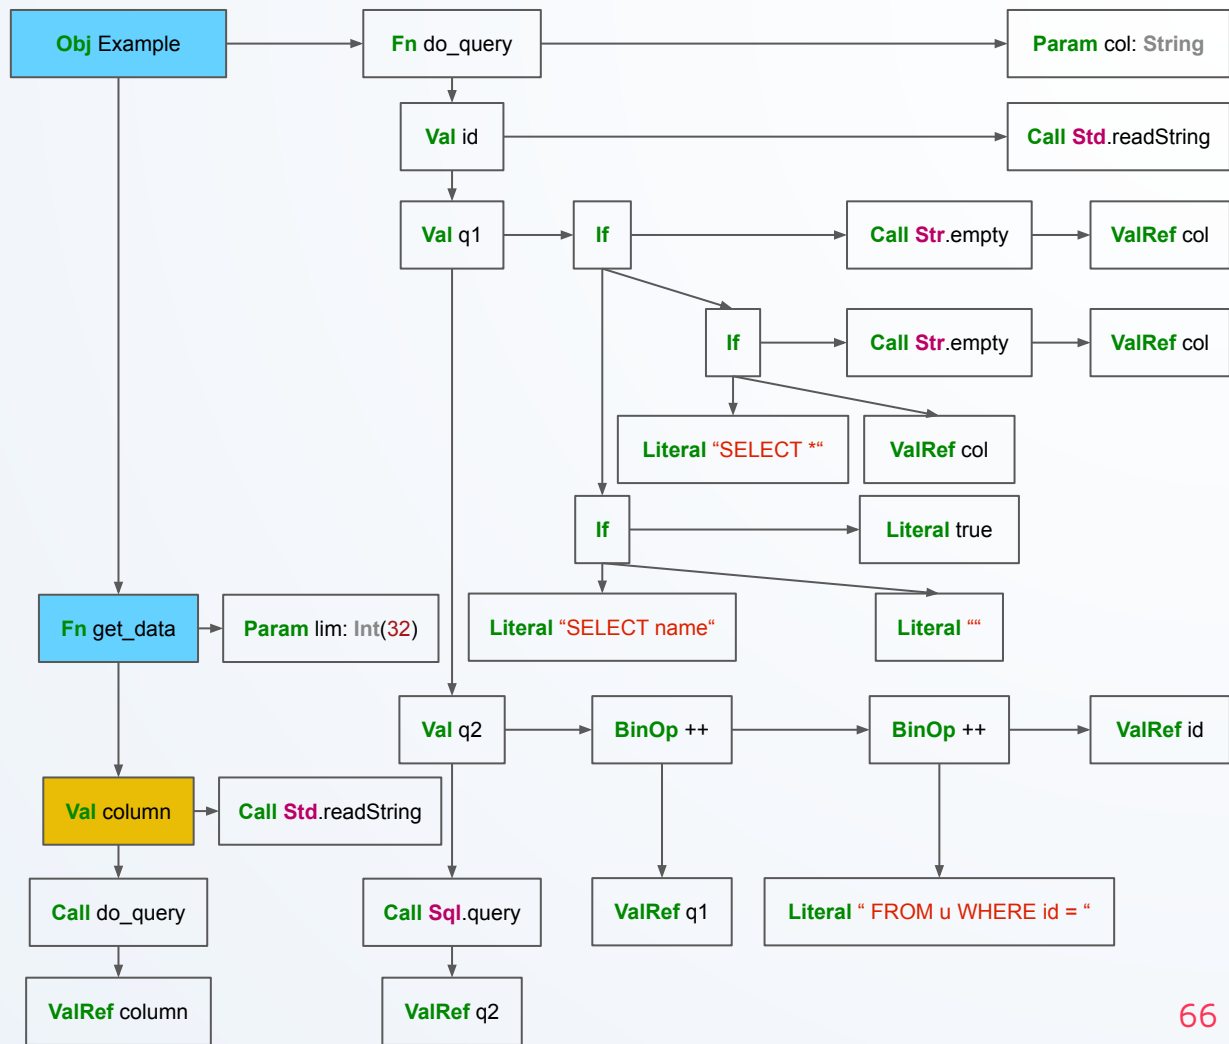 Obj Example
Fn do_query
Param col: String
Val id
Call Std.readString
Val q1
If
Call Str.empty
ValRef col
If
Call Str.empty
ValRef col
Literal “SELECT *“
ValRef col
If
Literal true
Fn get_data
Param lim: Int(32)
Literal “SELECT name“
Literal ““
Val q2
BinOp ++
BinOp ++
ValRef id
Val column
Call Std.readString
Call do_query
Call Sql.query
ValRef q1
Literal “ FROM u WHERE id = “
ValRef column
ValRef q2
66